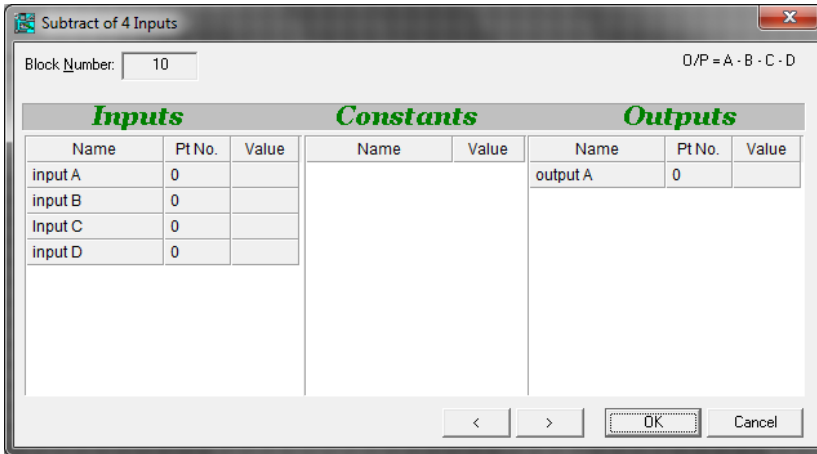 Subtract of 4 Inputs
Block Number: 10
O/P = A - B - C - D
Inputs Constants Outputs
Name Pt No. Value Name Value Name Pt No. Value
input A 0 output A 0
input B 0
Input C 0
input D 0
< > OK Cancel